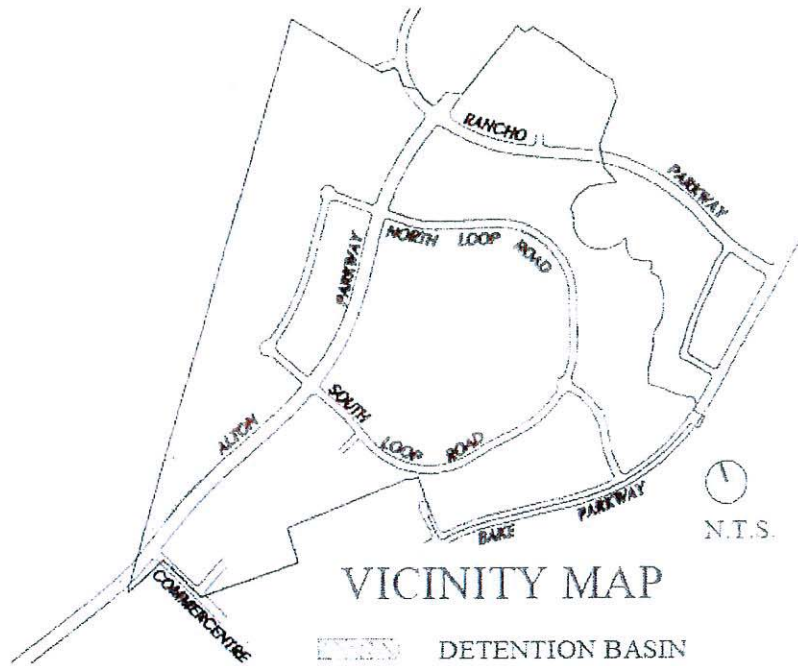 RANCHO PARKWAY
NORTH LOOP ROAD
ALTON PARKWAY
SOUTH LOOP ROAD
BAKE PARKWAY
N.T.S.
COMMERCENTRE
VICINITY MAP
DETENTION BASIN